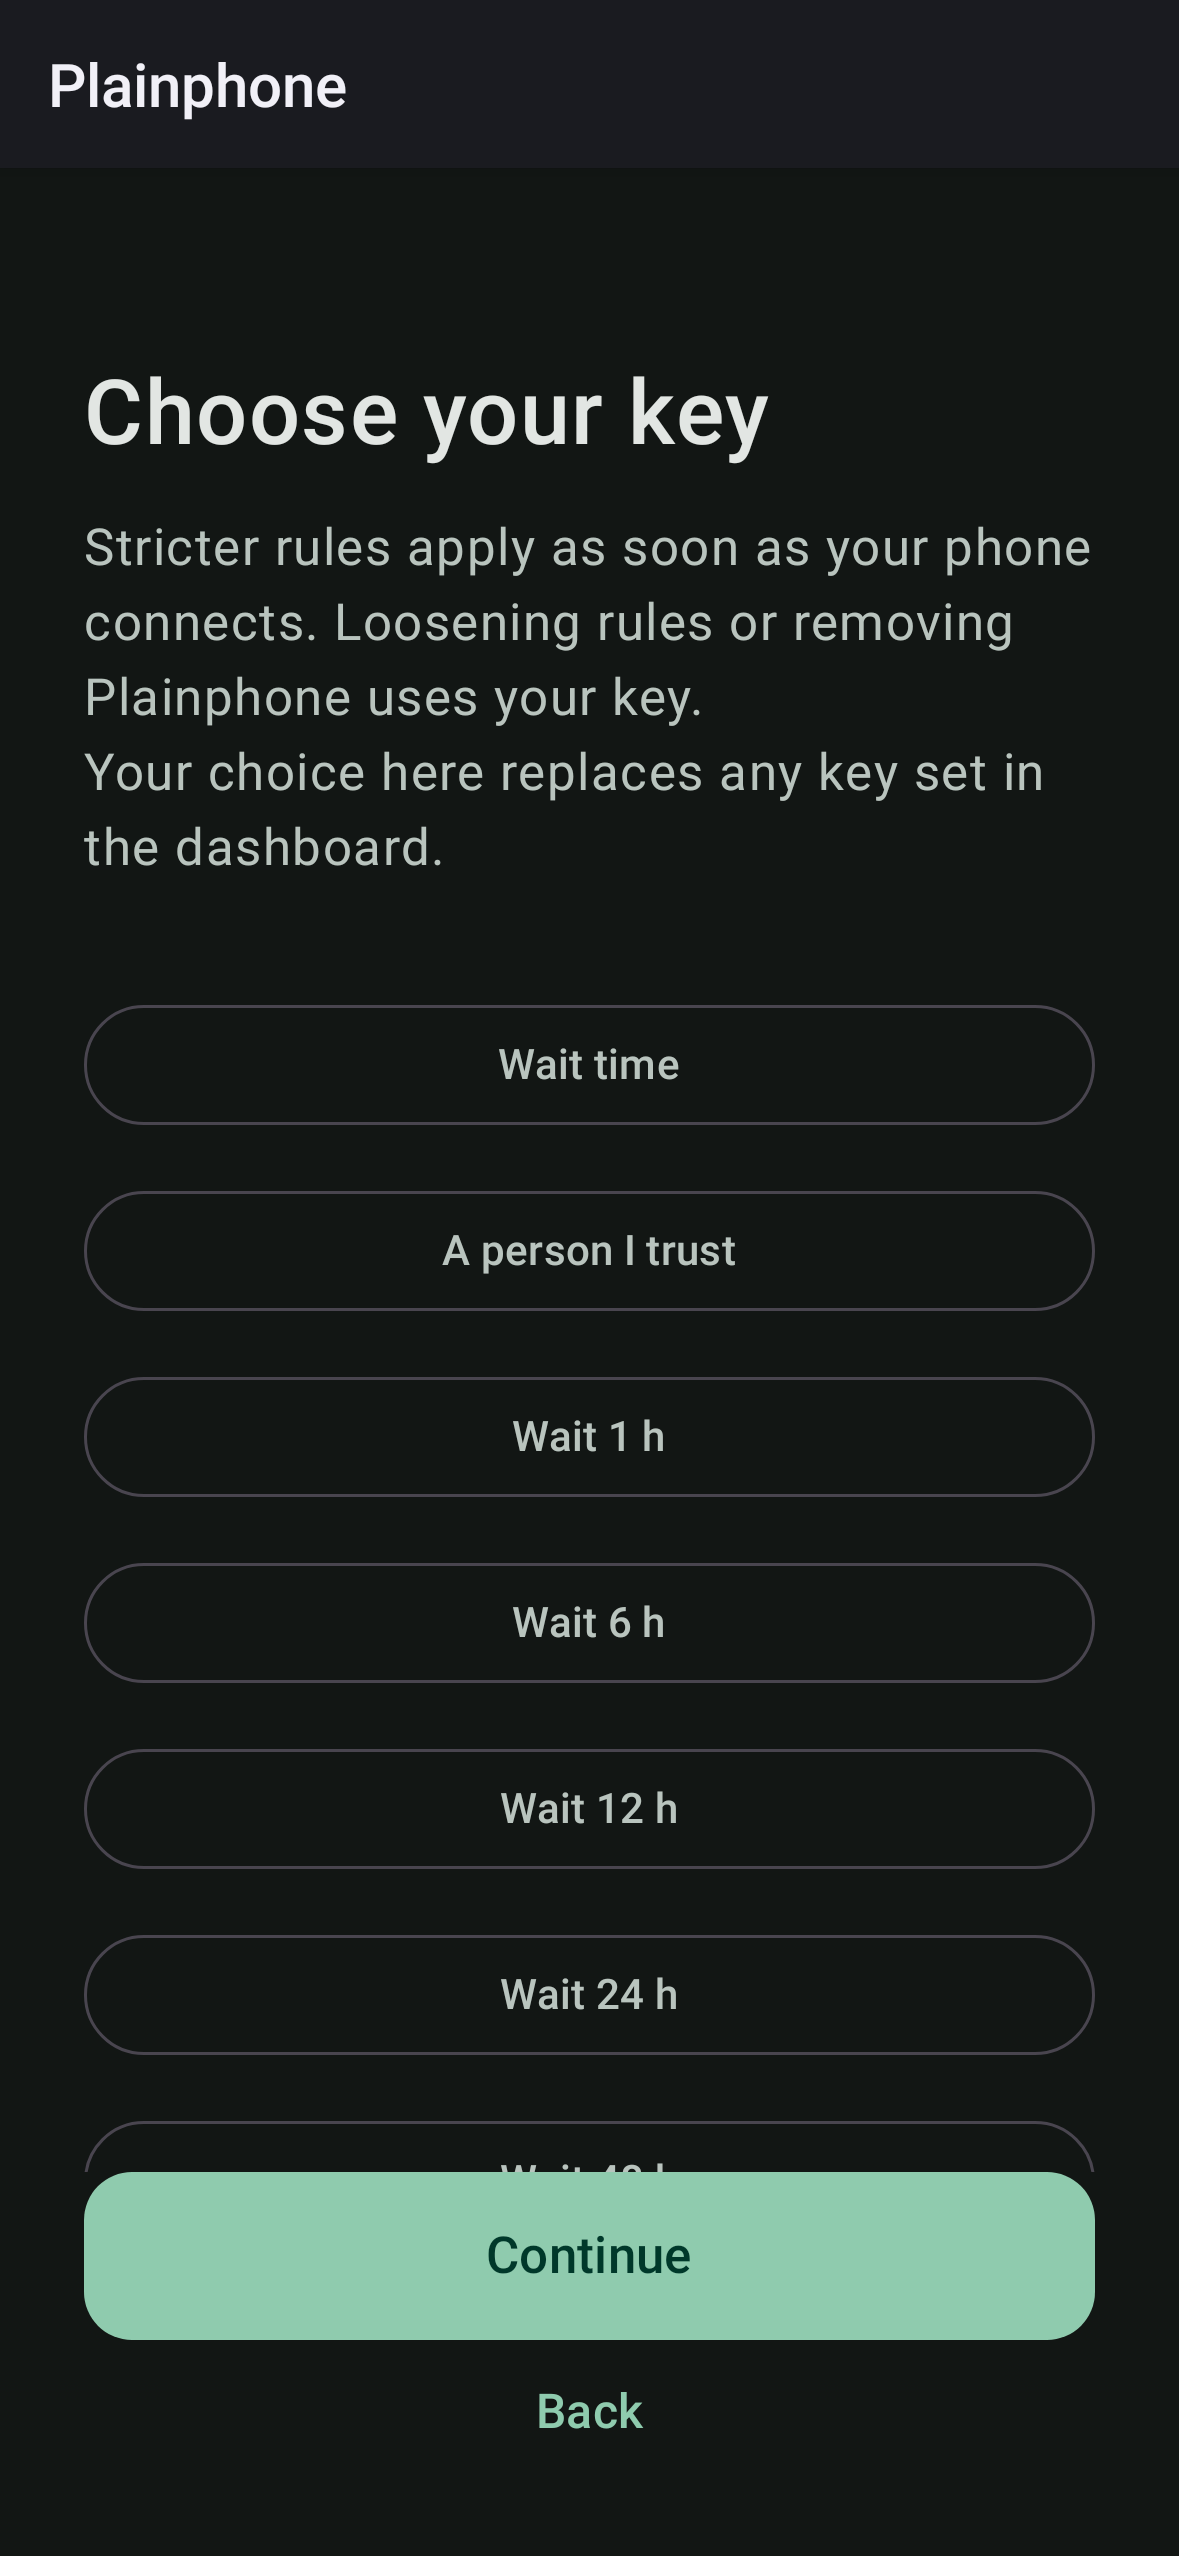 Plainphone
Choose your key
Stricter rules apply as soon as your phone
connects. Loosening rules or removing
Plainphone uses your key.
Your choice here replaces any key set in
the dashboard.
Wait time
A person I trust
Wait 1 h
Wait 6 h
Wait 12 h
Wait 24 h
Continue
Back